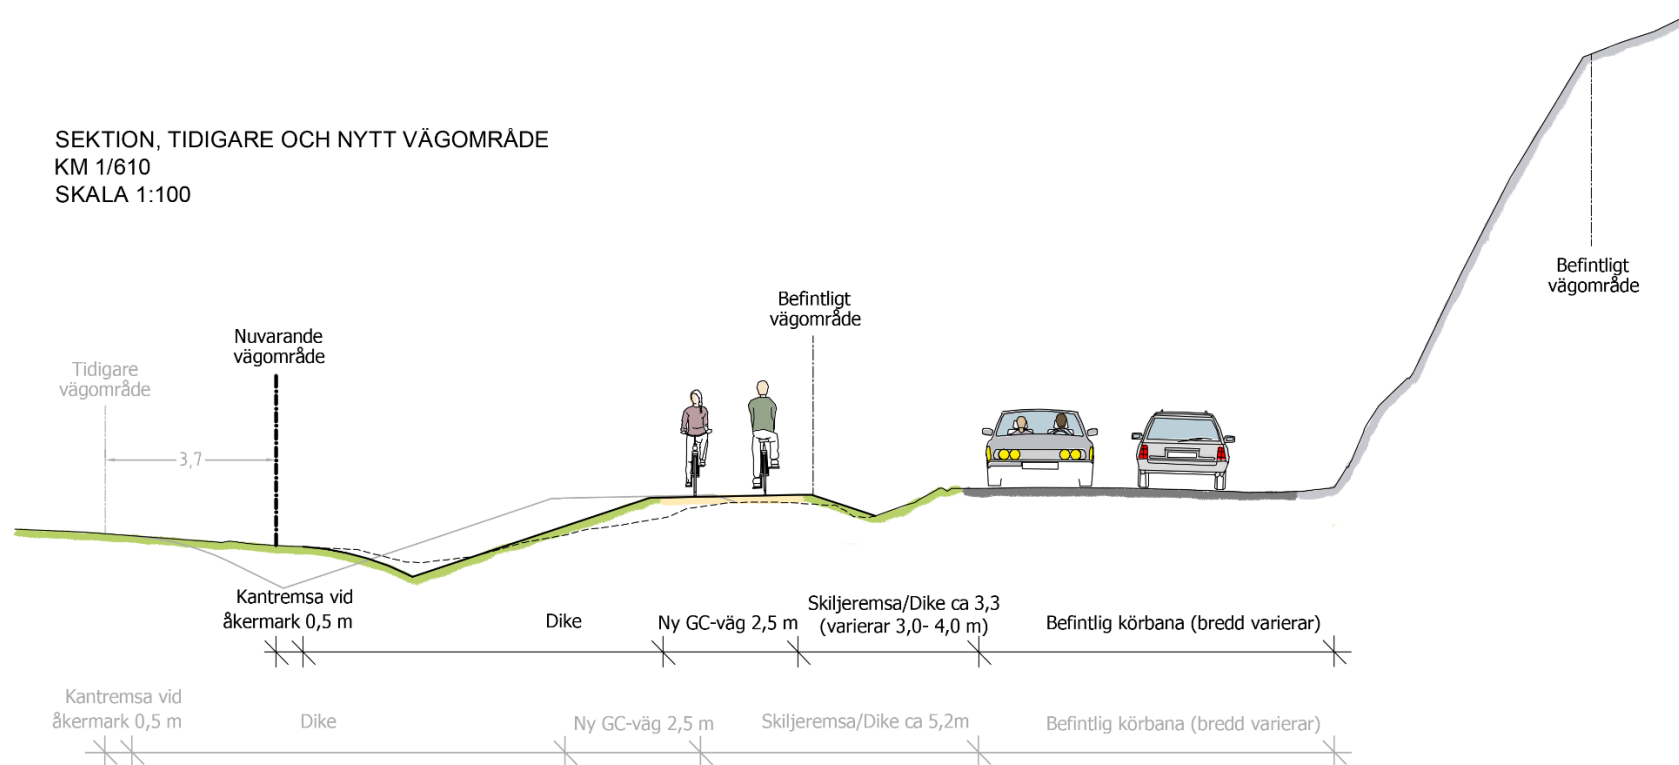 SEKTION, TIDIGARE OCH NYTT VÄGOMRÅDE
KM 1/610
SKALA 1:100
Befintligt
vägområde
Befintligt
vägområde
Nuvarande
vägområde
Tidigare
vägområde
3,7
Kantremsa vid
åkermark 0,5 m
Dike
Ny GC-väg 2,5 m
Skiljeremsa/Dike ca 3,3
(varierar 3,0- 4,0 m)
Befintlig körbana (bredd varierar)
Kantremsa vid
åkermark 0,5 m
Dike
Ny GC-väg 2,5 m
Skiljeremsa/Dike ca 5,2m
Befintlig körbana (bredd varierar)